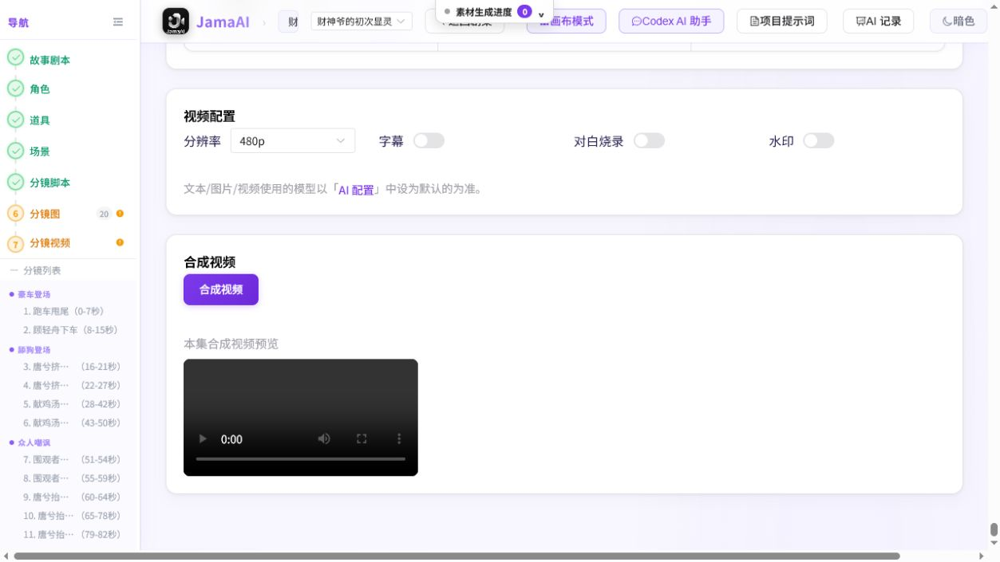 导航
JamaAI
JamaAI
财
财神爷的初次显灵
素材生成进度 0
画布模式
Codex AI 助手
项目提示词
AI 记录
暗色
故事剧本
角色
道具
场景
分镜脚本
6 分镜图 20
7 分镜视频
分镜列表
豪车登场
1. 跑车甩尾（0-7秒）
2. 顾轻舟下车（8-15秒）
舔狗登场
3. 唐兮挤… （16-21秒）
4. 唐兮挤… （22-27秒）
5. 献鸡汤… （28-42秒）
6. 献鸡汤… （43-50秒）
众人嘲讽
7. 围观者… （51-54秒）
8. 围观者… （55-59秒）
9. 唐兮抬… （60-64秒）
10. 唐兮抬… （65-78秒）
11. 唐兮抬… （79-82秒）
视频配置
分辨率 480p 字幕 对白烧录 水印
文本/图片/视频使用的模型以「AI 配置」中设为默认的为准。
合成视频
合成视频
本集合成视频预览
0:00